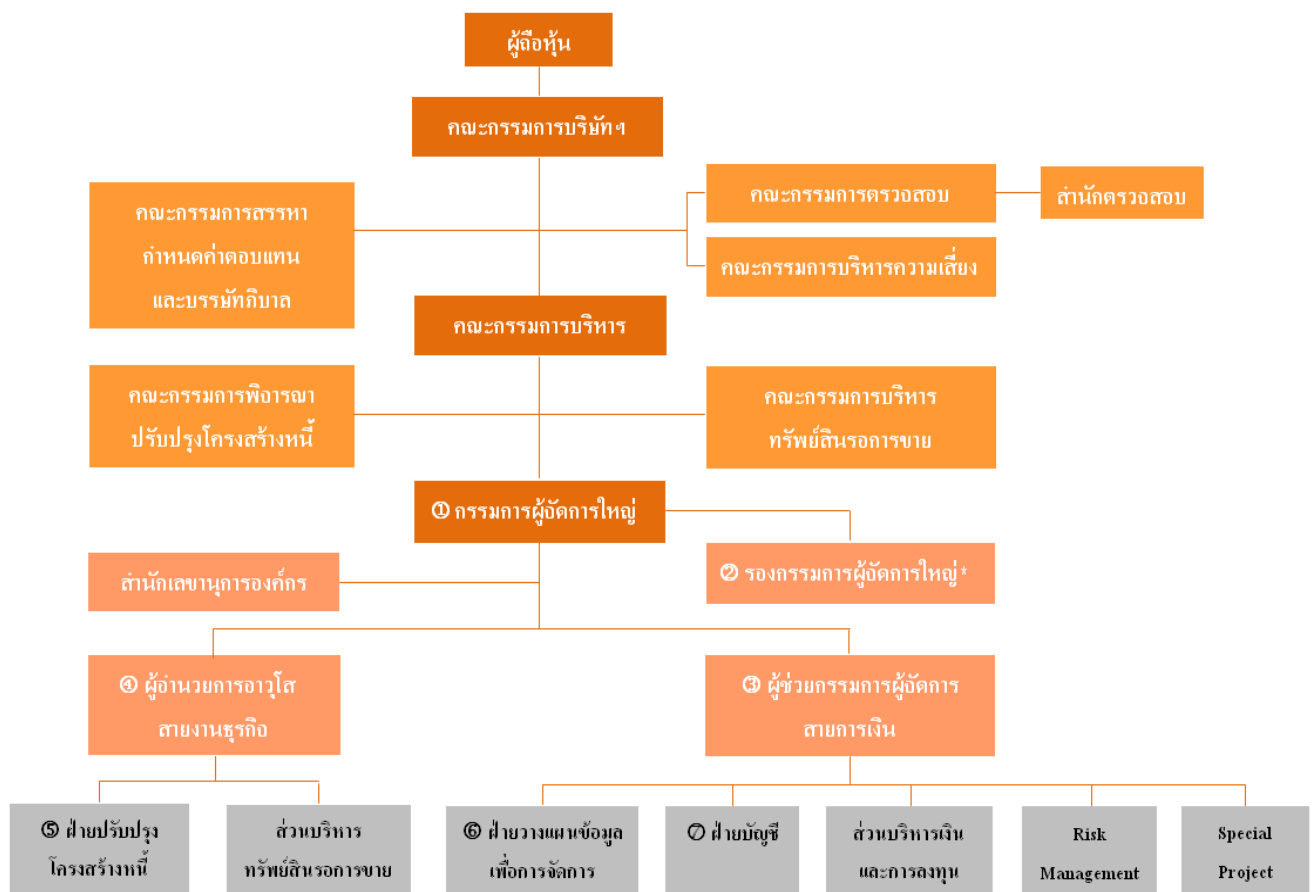 ผู้ถือหุ้น
คณะกรรมการบริษัทฯ
คณะกรรมการสรรหา
กำหนดค่าตอบแทน
และบรรษัทภิบาล
คณะกรรมการตรวจสอบ
สำนักตรวจสอบ
คณะกรรมการบริหารความเสี่ยง
คณะกรรมการบริหาร
คณะกรรมการพิจารณา
ปรับปรุงโครงสร้างหนี้
คณะกรรมการบริหาร
ทรัพย์สินรอการขาย
① กรรมการผู้จัดการใหญ่
② รองกรรมการผู้จัดการใหญ่*
สำนักเลขานุการองค์กร
④ ผู้อำนวยการอาวุโส
สายงานธุรกิจ
③ ผู้ช่วยกรรมการผู้จัดการ
สายการเงิน
⑤ ฝ่ายปรับปรุง
โครงสร้างหนี้
ส่วนบริหาร
ทรัพย์สินรอการขาย
⑥ ฝ่ายวางแผนข้อมูล
เพื่อการจัดการ
⑦ ฝ่ายบัญชี
ส่วนบริหารเงิน
และการลงทุน
Risk
Management
Special
Project